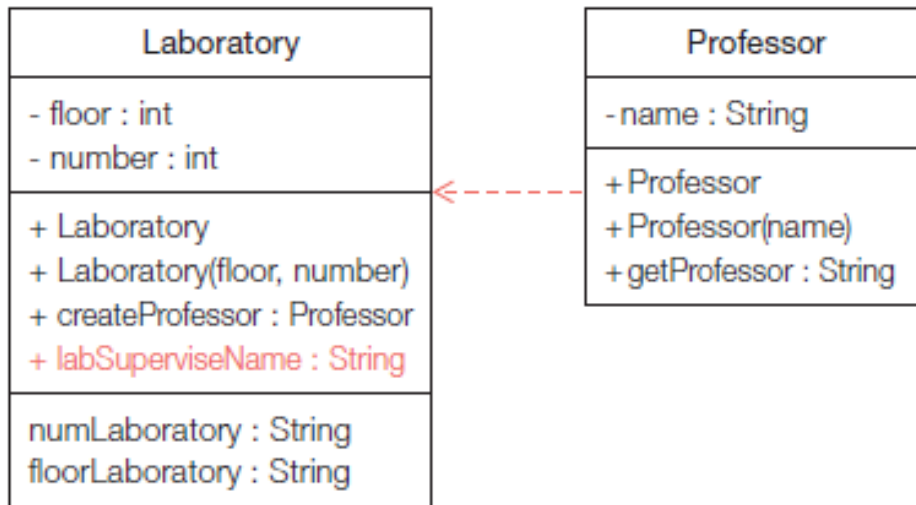 Laboratory
- floor : int
- number : int
+ Laboratory
+ Laboratory(floor, number)
+ createProfessor : Professor
+ labSuperviseName : String
numLaboratory : String
floorLaboratory : String
Professor
- name : String
+ Professor
+ Professor(name)
+ getProfessor : String